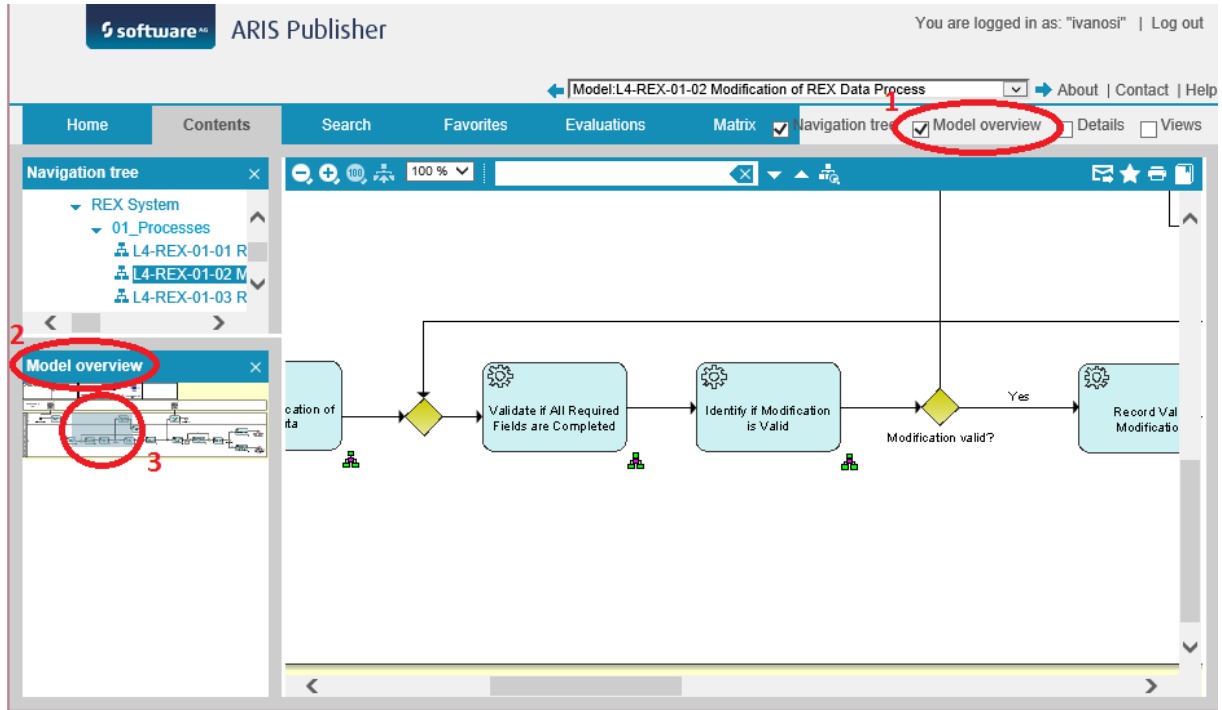 software AG ARIS Publisher
You are logged in as: "ivanosi" | Log out
Model:L4-REX-01-02 Modification of REX Data Process
About | Contact | Help
1
Home Contents Search Favorites Evaluations Matrix Navigation tree Model overview Details Views
Navigation tree
100
100 %
REX System
01_Processes
L4-REX-01-01 R
L4-REX-01-02 M
L4-REX-01-03 R
2
Model overview
3
cation of
ata
Validate if All Required
Fields are Completed
Identify if Modification
is Valid
Modification valid?
Yes
Record Val
Modificatio